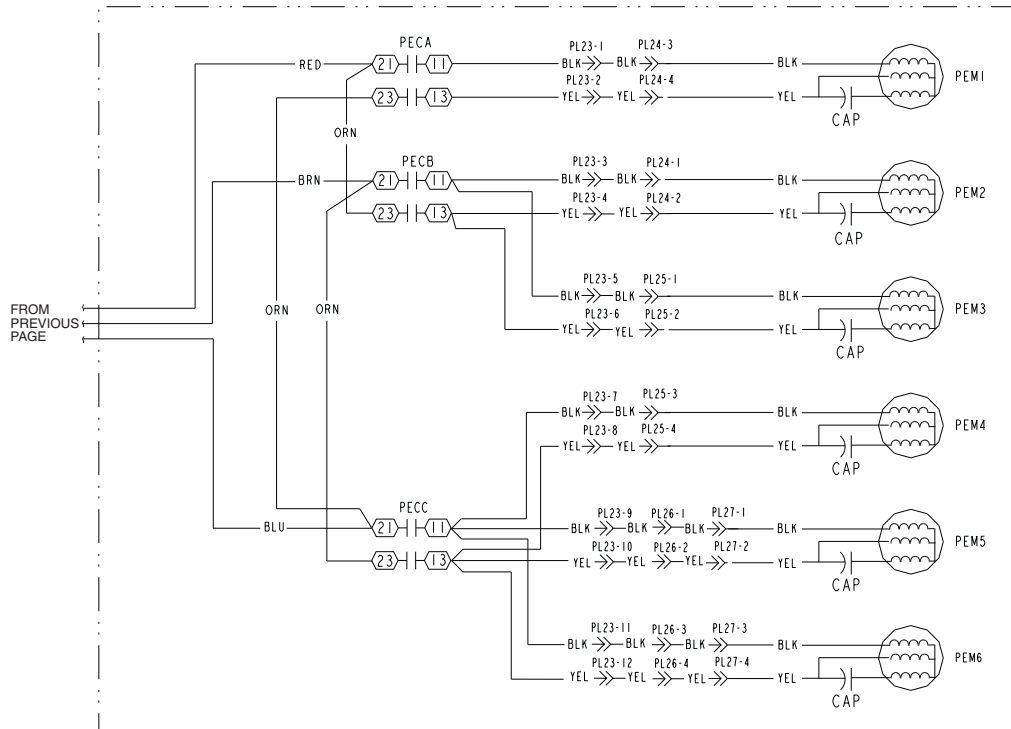 PECA
RED 21 11 PL23-1 PL24-3
BLK BLK BLK PEM1
PL23-2 PL24-4
23 13 YEL YEL YEL
CAP
ORN
PECB
BRN 21 11 PL23-3 PL24-1
BLK BLK BLK PEM2
PL23-4 PL24-2
23 13 YEL YEL YEL
CAP
PL23-5 PL25-1
BLK BLK BLK PEM3
PL23-6 PL25-2
YEL YEL YEL
CAP
FROM
PREVIOUS
PAGE
ORN ORN
PL23-7 PL25-3
BLK BLK BLK PEM4
PL23-8 PL25-4
YEL YEL YEL
CAP
PECC
BLU 21 11 PL23-9 PL26-1 PL27-1
BLK BLK BLK BLK PEM5
PL23-10 PL26-2 PL27-2
23 13 YEL YEL YEL YEL
CAP
PL23-11 PL26-3 PL27-3
BLK BLK BLK BLK PEM6
PL23-12 PL26-4 PL27-4
YEL YEL YEL YEL
CAP